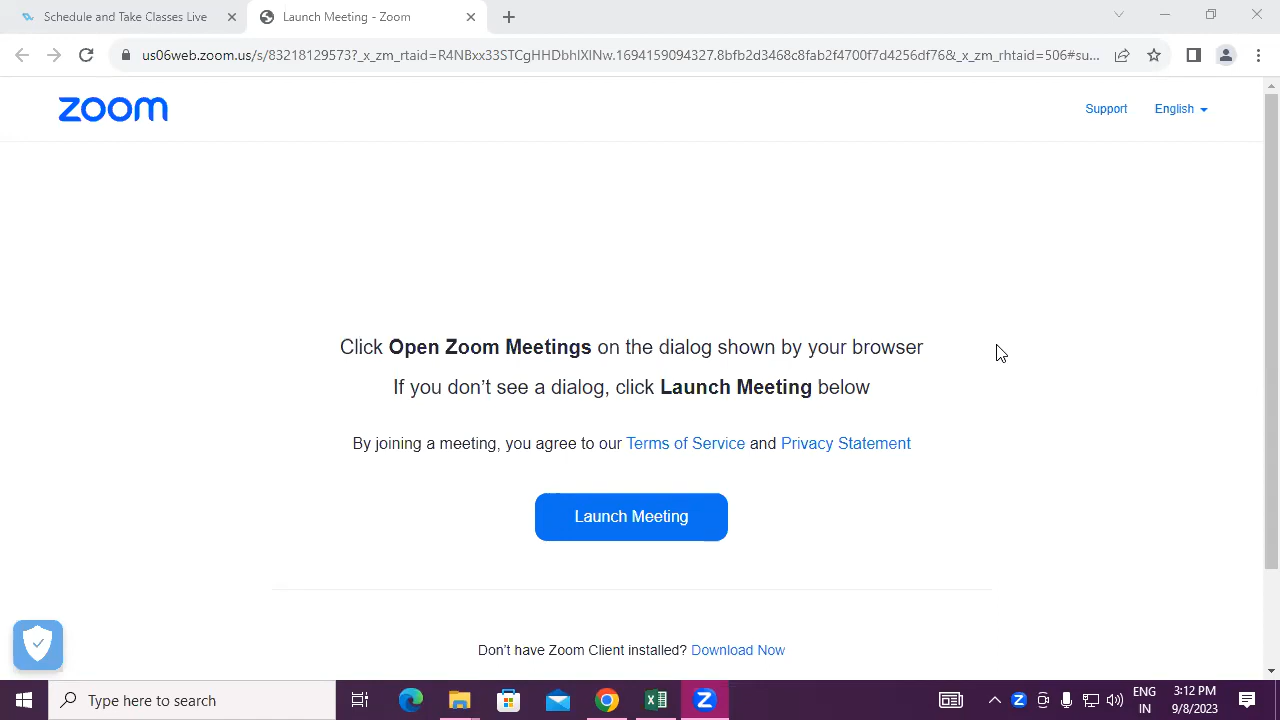 Schedule and Take Classes Live
Launch Meeting - Zoom
us06web.zoom.us/s/83218129573?_x_zm_rtaid=R4NBxx33STCgHHDbhlXlNw.1694159094327.8bfb2d3468c8fab2f4700f7d4256df76&_x_zm_rhtaid=506#su...
zoom
Support
English
Click Open Zoom Meetings on the dialog shown by your browser
If you don’t see a dialog, click Launch Meeting below
By joining a meeting, you agree to our Terms of Service and Privacy Statement
Launch Meeting
Don’t have Zoom Client installed? Download Now
Type here to search
ENG
IN
3:12 PM
9/8/2023